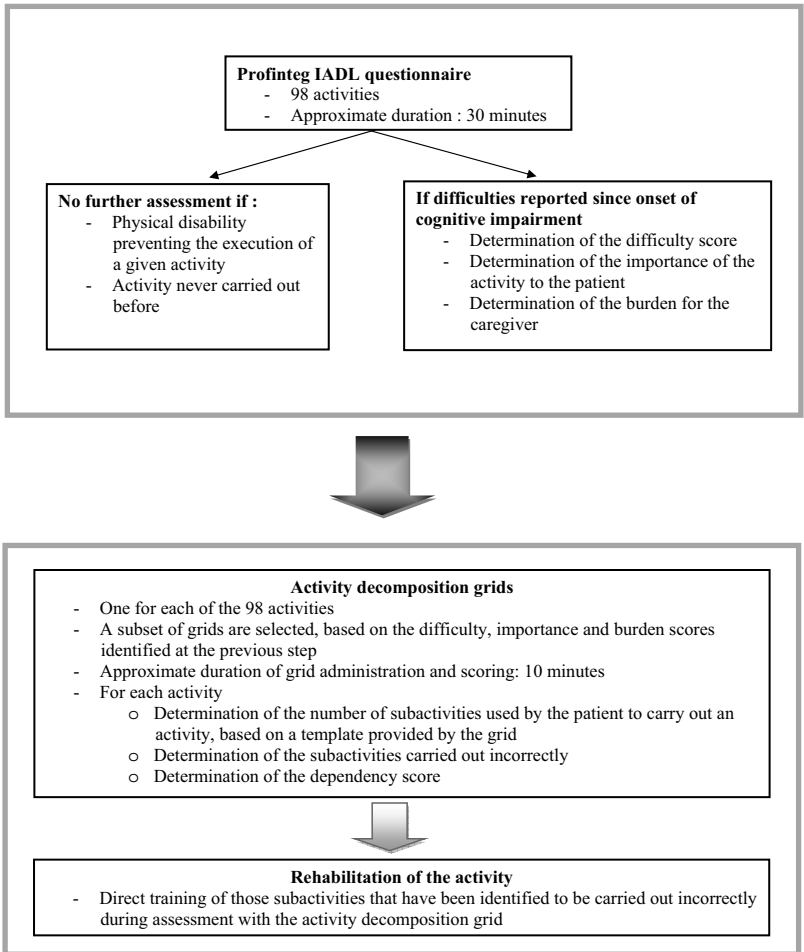 Profinteg IADL questionnaire
- 98 activities
- Approximate duration : 30 minutes
No further assessment if :
- Physical disability
preventing the execution of
a given activity
- Activity never carried out
before
If difficulties reported since onset of
cognitive impairment
- Determination of the difficulty score
- Determination of the importance of the
activity to the patient
- Determination of the burden for the
caregiver
Activity decomposition grids
- One for each of the 98 activities
- A subset of grids are selected, based on the difficulty, importance and burden scores
identified at the previous step
- Approximate duration of grid administration and scoring: 10 minutes
- For each activity
o Determination of the number of subactivities used by the patient to carry out an
activity, based on a template provided by the grid
o Determination of the subactivities carried out incorrectly
o Determination of the dependency score
Rehabilitation of the activity
- Direct training of those subactivities that have been identified to be carried out incorrectly
during assessment with the activity decomposition grid